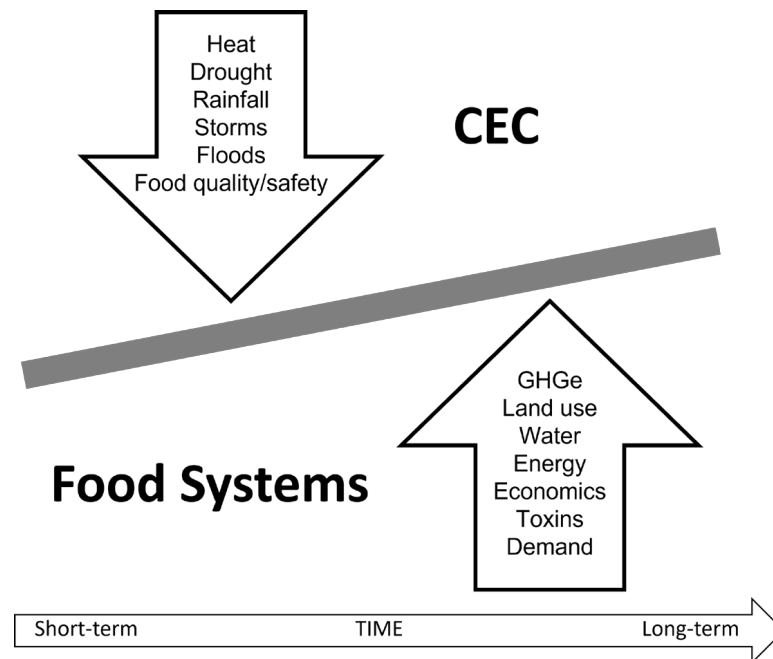 Heat
Drought
Rainfall
Storms
Floods
Food quality/safety
CEC
GHGe
Land use
Water
Energy
Economics
Toxins
Demand
Food Systems
Short-term TIME Long-term